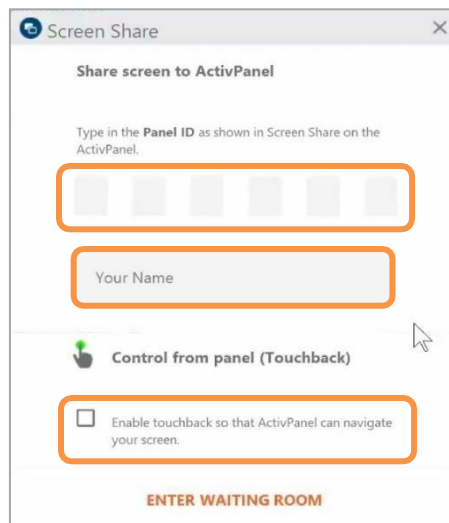 Screen Share
Share screen to ActivPanel
Type in the Panel ID as shown in Screen Share on the
ActivPanel.
Your Name
Control from panel (Touchback)
Enable touchback so that ActivPanel can navigate
your screen.
ENTER WAITING ROOM